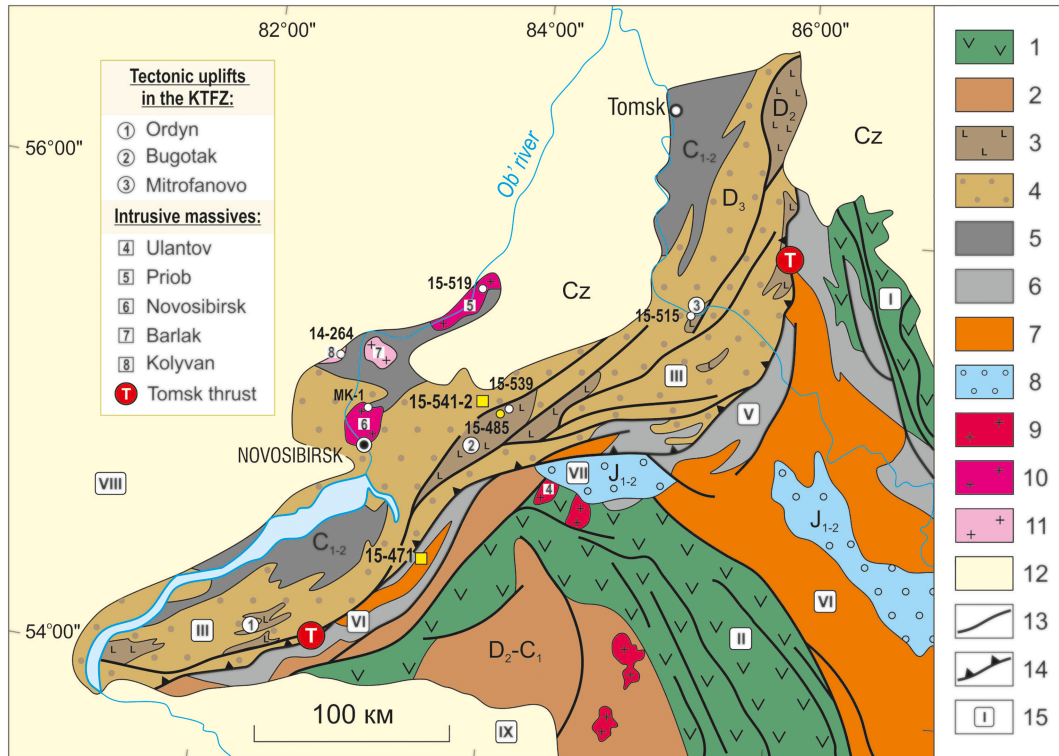 82°00"
84°00"
86°00"
56°00"
54°00"
Tectonic uplifts
in the KTFZ:
1 Ordyn
2 Bugotak
3 Mitrofanovo
Intrusive massives:
4 Ulantov
5 Priob
6 Novosibirsk
7 Barlak
8 Kolyvan
T Tomsk thrust
Ob' river
Tomsk
C1-2
D2
D3
Cz
Cz
T
I
15-519
5
15-515
3
14-264
8
7
III
MK-1
6
15-541-2
15-539
15-485
2
V
NOVOSIBIRSK
VIII
VII
J1-2
4
J1-2
C1-2
15-471
VI
VI
III
1
T
II
D2-C1
100 км
IX
1
2
3
4
5
6
7
8
9
10
11
12
13
14
I 15